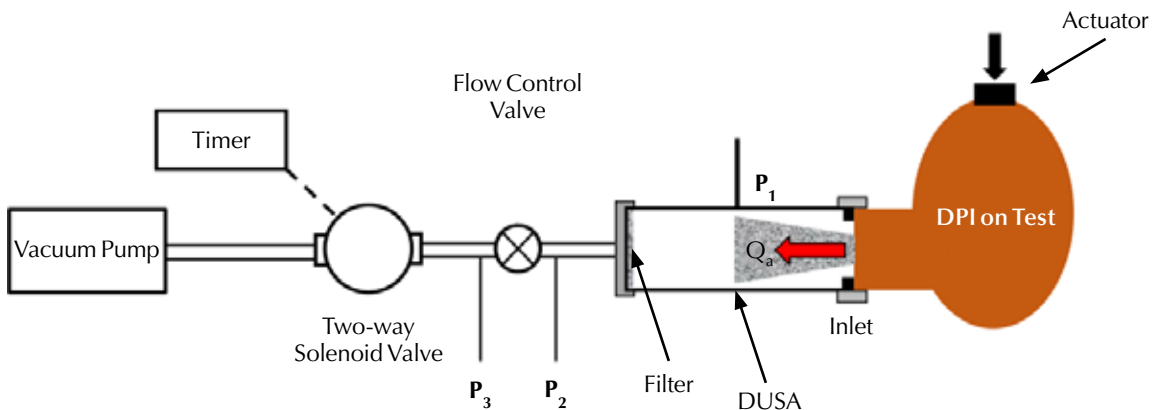 Actuator
Flow Control
Valve
Timer
P₁
DPI on Test
Vacuum Pump
Qₐ
Two-way
Solenoid Valve
Inlet
P₃
P₂
Filter
DUSA